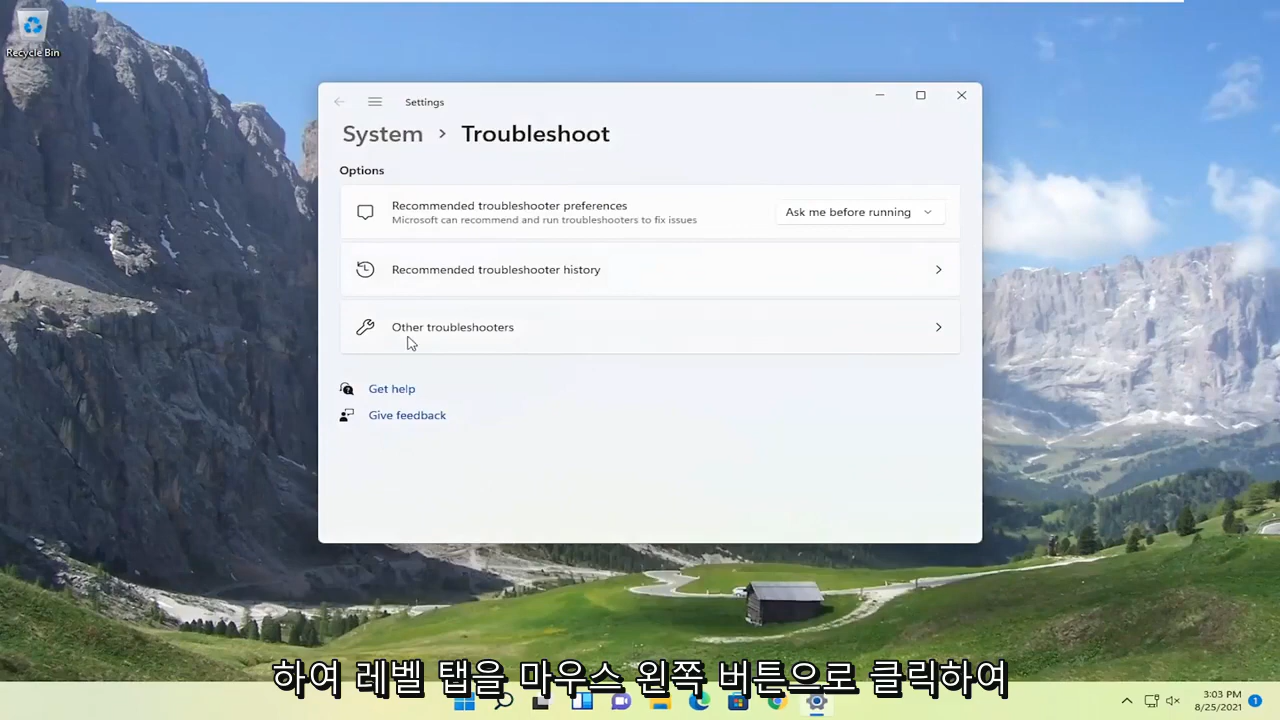 Recycle Bin
Settings
System > Troubleshoot
Options
Recommended troubleshooter preferences
Microsoft can recommend and run troubleshooters to fix issues
Ask me before running
Recommended troubleshooter history
Other troubleshooters
Get help
Give feedback
하여 레벨 탭을 마우스 왼쪽 버튼으로 클릭하여
3:03 PM
8/25/2021
1